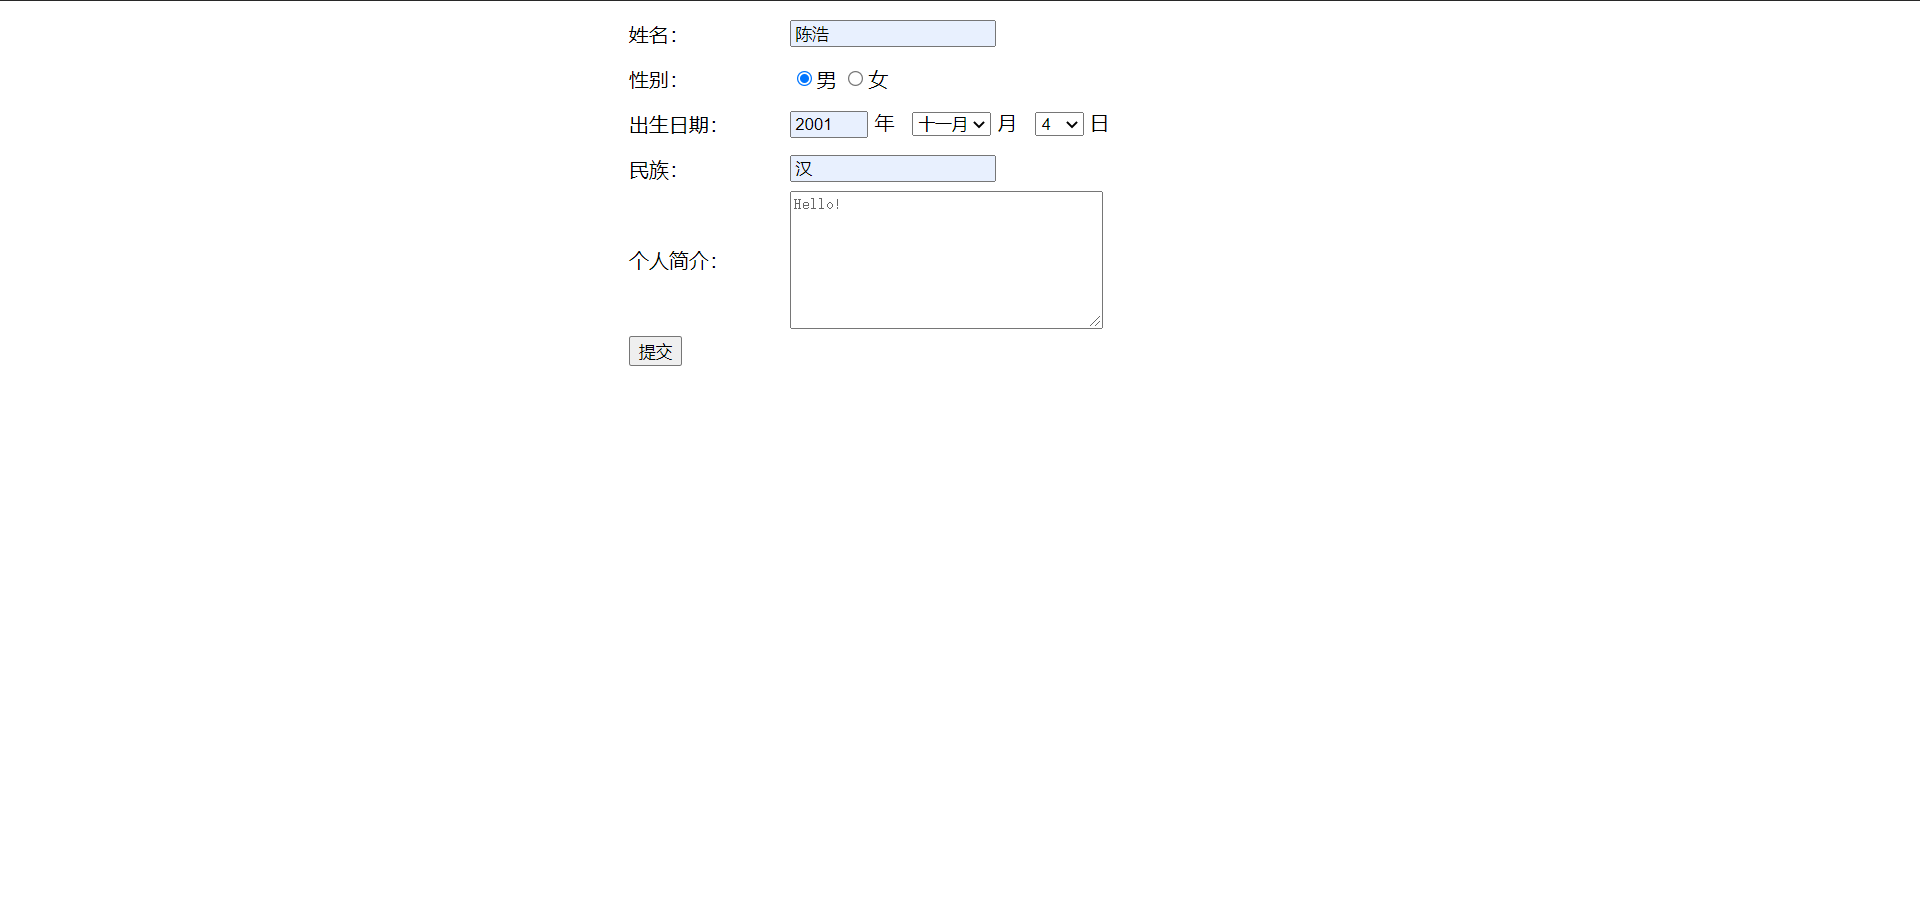 姓名： 陈浩
性别： 男 女
出生日期： 2001 年 十一月 月 4 日
民族： 汉
个人简介： Hello!
提交